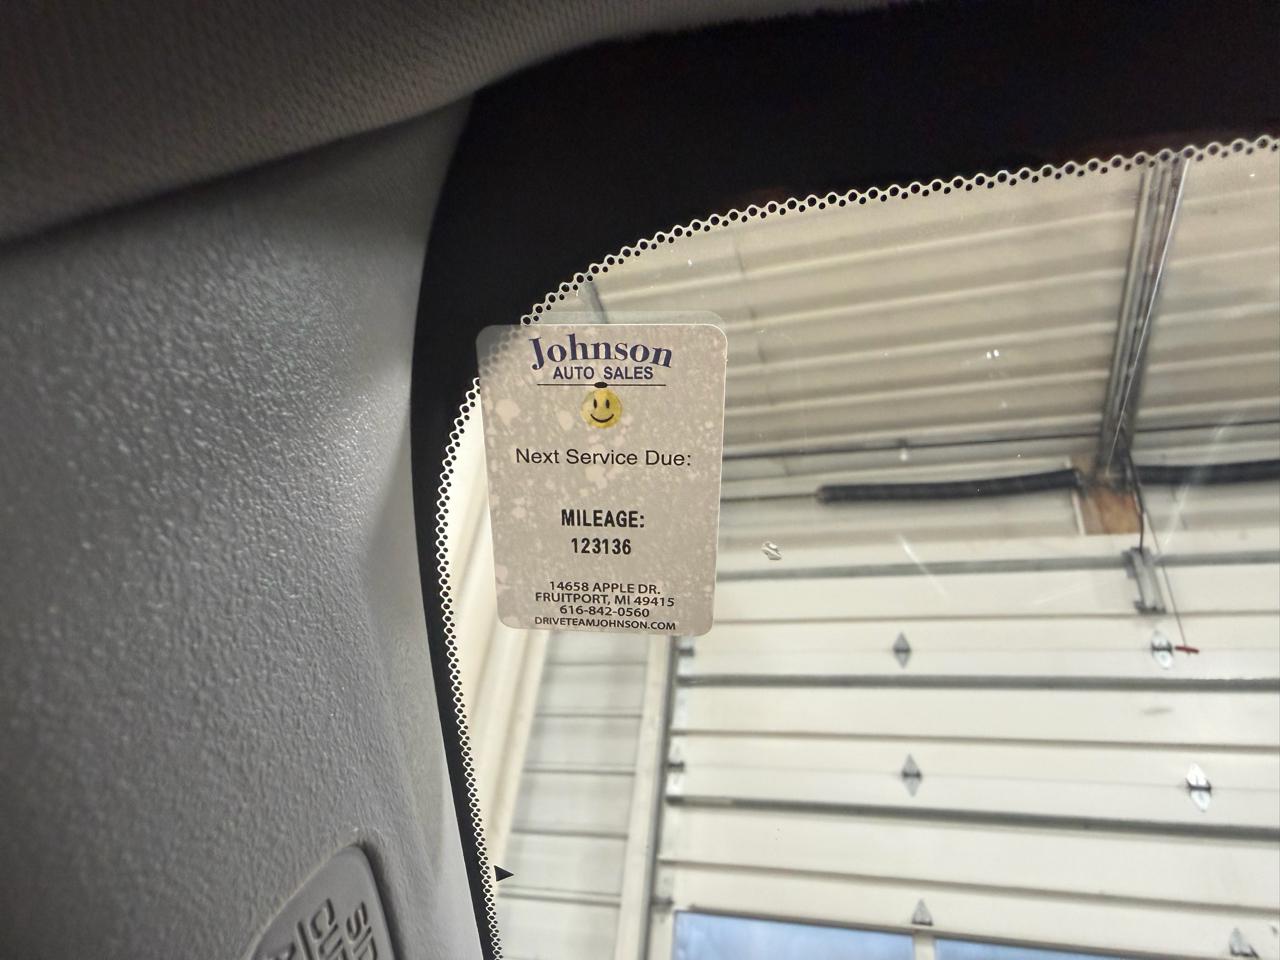 Johnson
AUTO SALES
Next Service Due:
MILEAGE:
123136
14658 APPLE DR.
FRUITPORT, MI 49415
616-842-0560
DRIVETEAMJOHNSON.COM